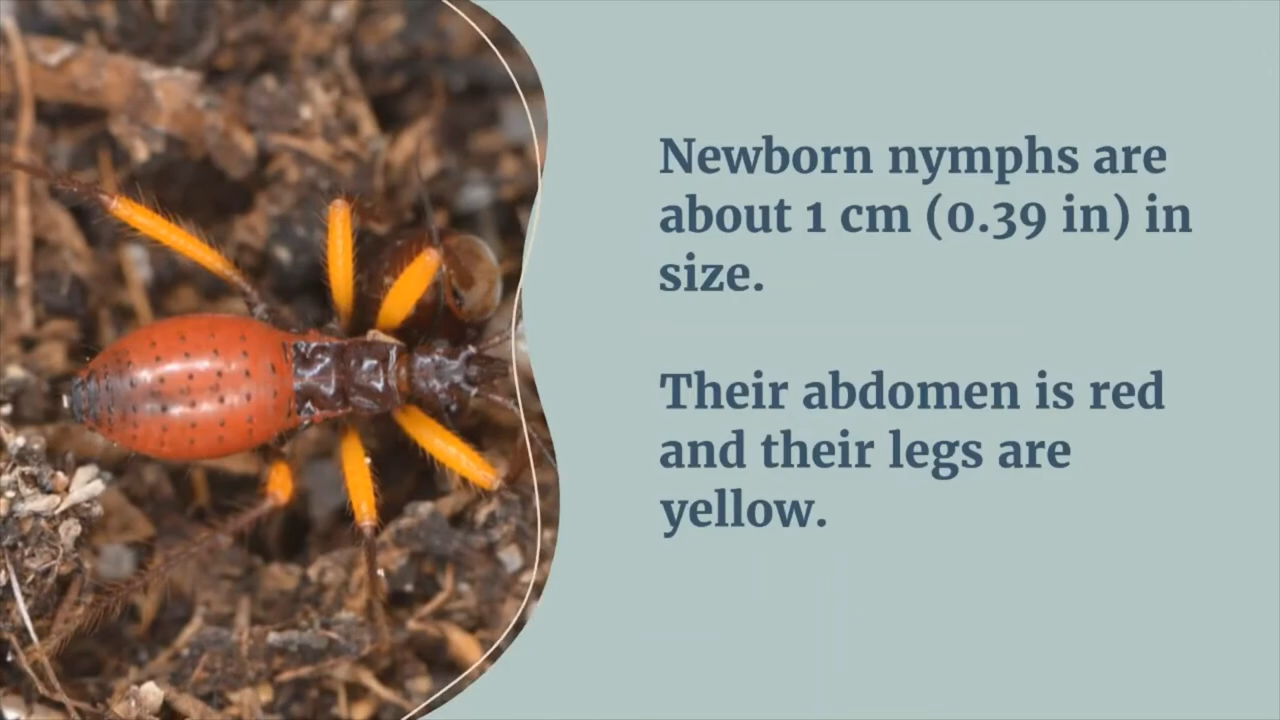 Newborn nymphs are
about 1 cm (0.39 in) in
size.
Their abdomen is red
and their legs are
yellow.